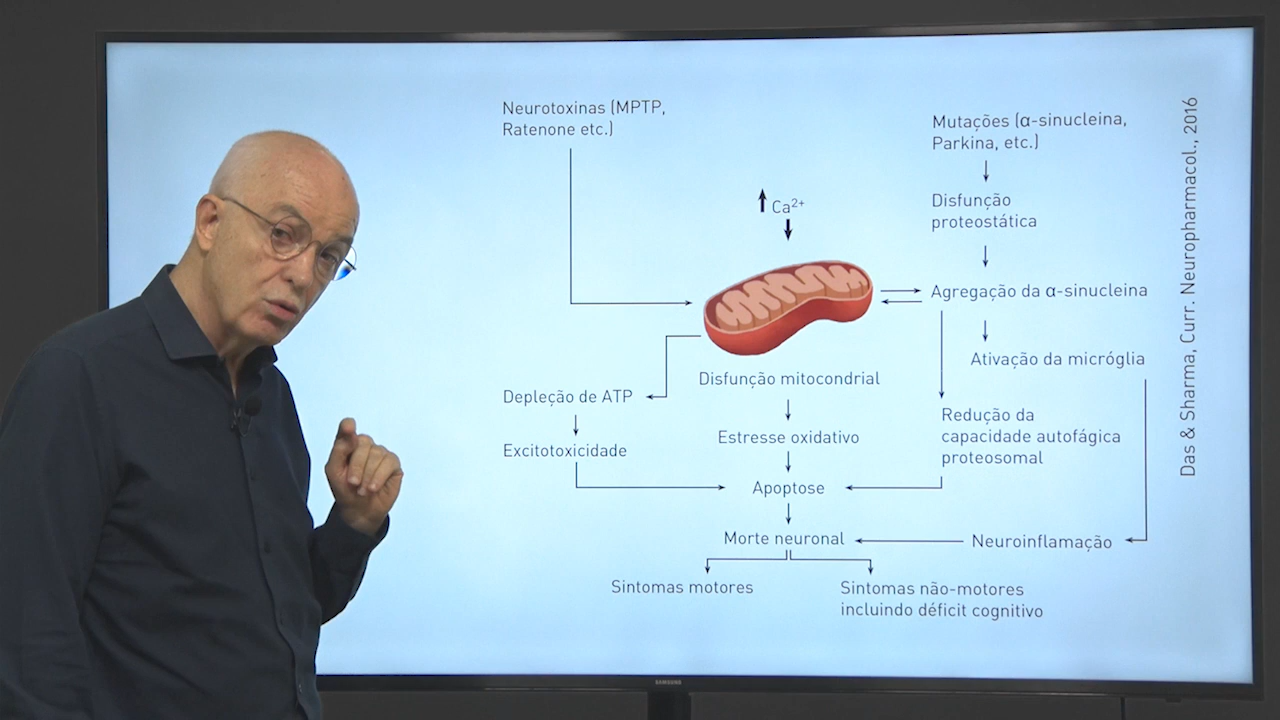 Neurotoxinas (MPTP,
Ratenone etc.)
Mutações (α-sinucleina,
Parkina, etc.)
Ca²⁺
Disfunção
proteostática
Agregação da α-sinucleina
Ativação da micróglia
Disfunção mitocondrial
Depleção de ATP
Redução da
capacidade autofágica
proteosomal
Estresse oxidativo
Excitotoxicidade
Apoptose
Morte neuronal
Neuroinflamação
Sintomas motores
Sintomas não-motores
incluindo déficit cognitivo
Das & Sharma, Curr. Neuropharmacol., 2016
SAMSUNG